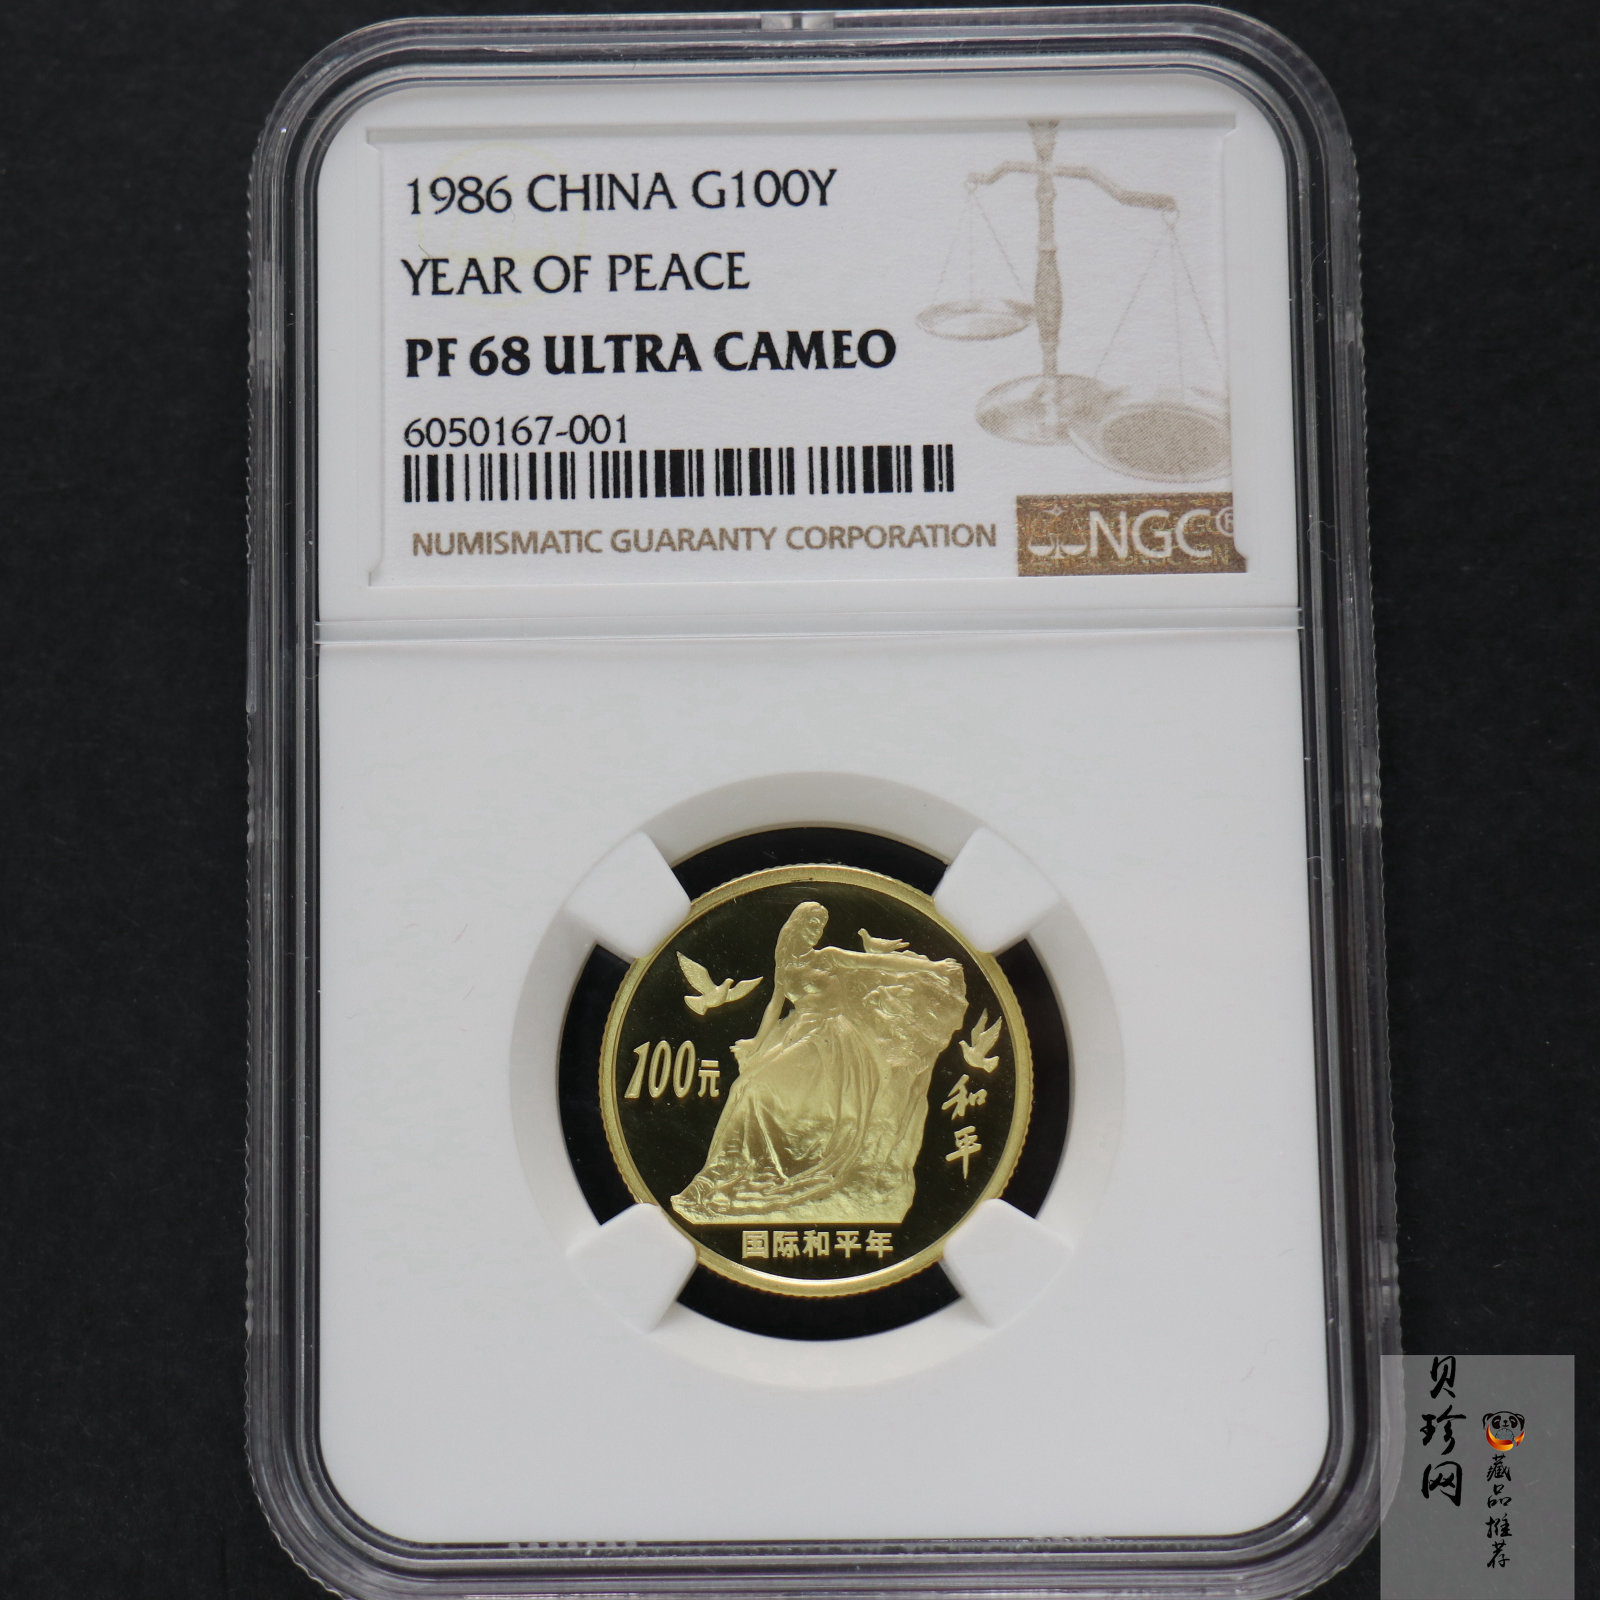 1986 CHINA G100Y
YEAR OF PEACE
PF 68 ULTRA CAMEO
6050167-001
NUMISMATIC GUARANTY CORPORATION
NGC®
100元
和平
国际和平年
贝珍网
藏品推荐